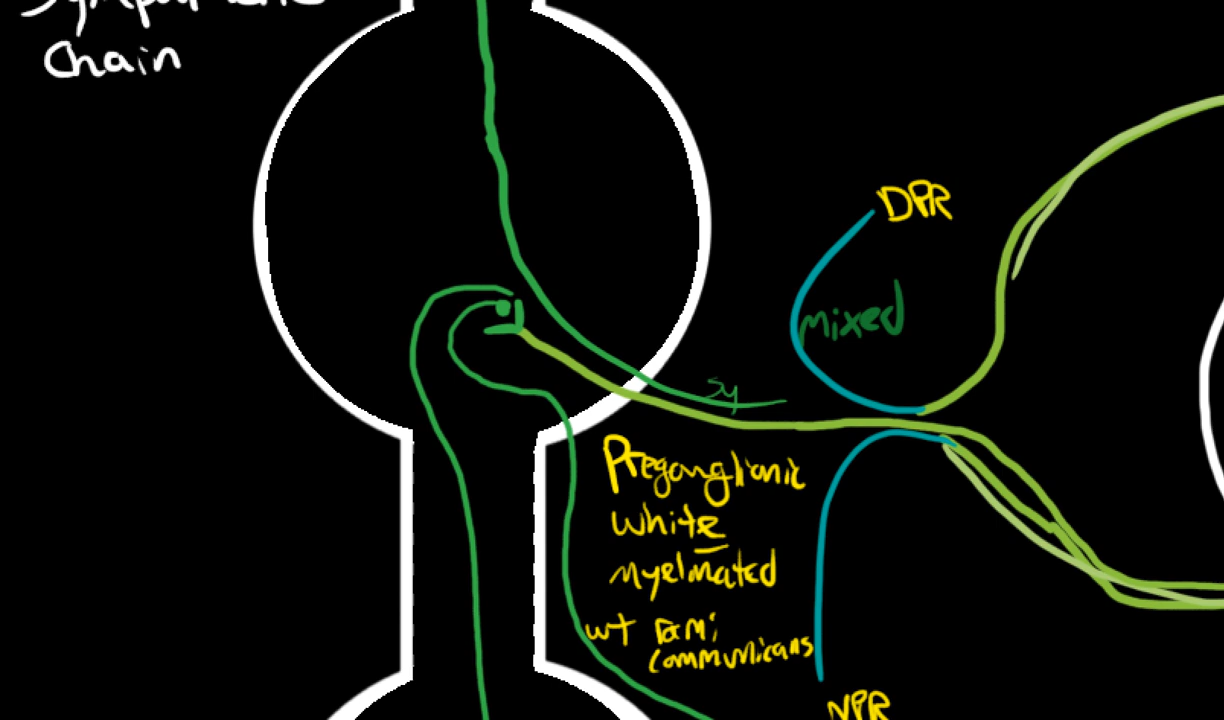 Chain
DPR
mixed
sy
Preganglionic
white
myelinated
wt rami
communicans
VPR